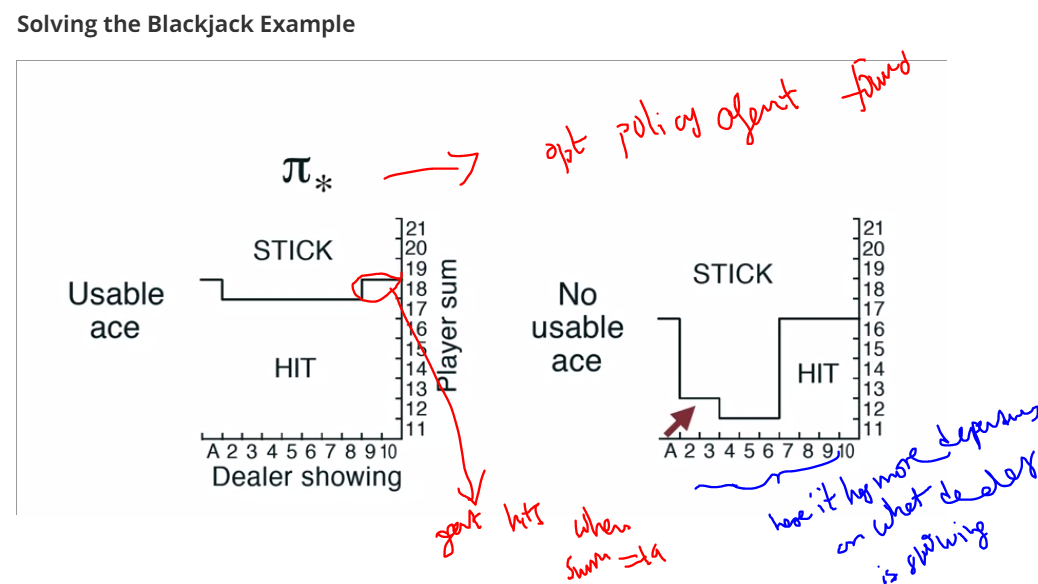 Solving the Blackjack Example
opt policy agent found
π*
Usable
ace
STICK
HIT
21
20
19
18
17
16
15
14
13
12
11
Player sum
A 2 3 4 5 6 7 8 9 10
Dealer showing
No
usable
ace
STICK
HIT
21
20
19
18
17
16
15
14
13
12
11
A 2 3 4 5 6 7 8 9 10
hits when
sum =
here it has more depends
on what dealer
is showing